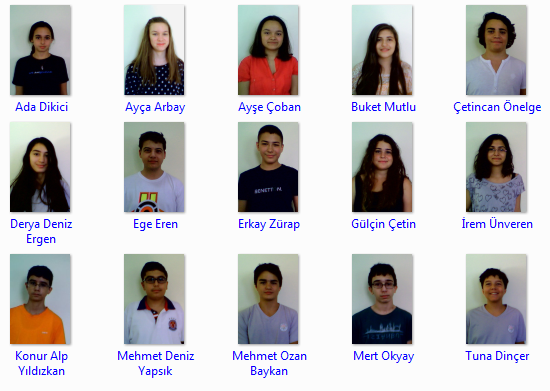 Ada Dikici
Ayça Arbay
Ayşe Çoban
Buket Mutlu
Çetincan Önelge
Derya Deniz
Ergen
Ege Eren
Erkay Zürap
Gülçin Çetin
İrem Ünveren
Konur Alp
Yıldızkan
Mehmet Deniz
Yapsık
Mehmet Ozan
Baykan
Mert Okyay
Tuna Dinçer